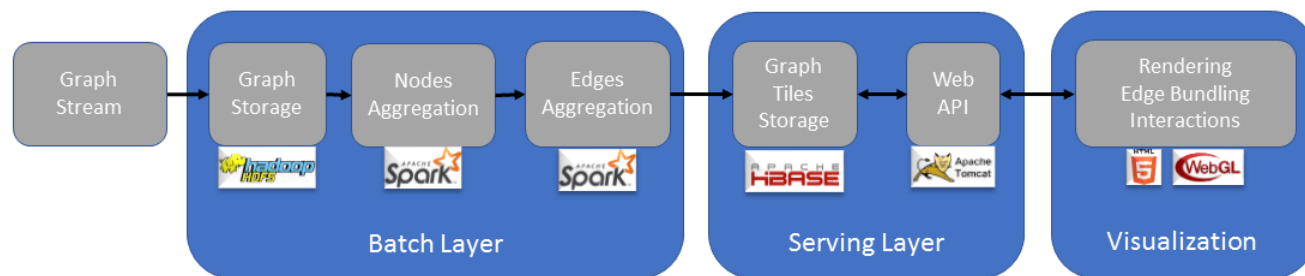 Graph
Stream
Graph
Storage
hadoop
HDFS
Nodes
Aggregation
APACHE
Spark
Edges
Aggregation
APACHE
Spark
Batch Layer
Graph
Tiles
Storage
APACHE
HBASE
Web
API
Apache
Tomcat
Serving Layer
Rendering
Edge Bundling
Interactions
HTML
5
WebGL
Visualization